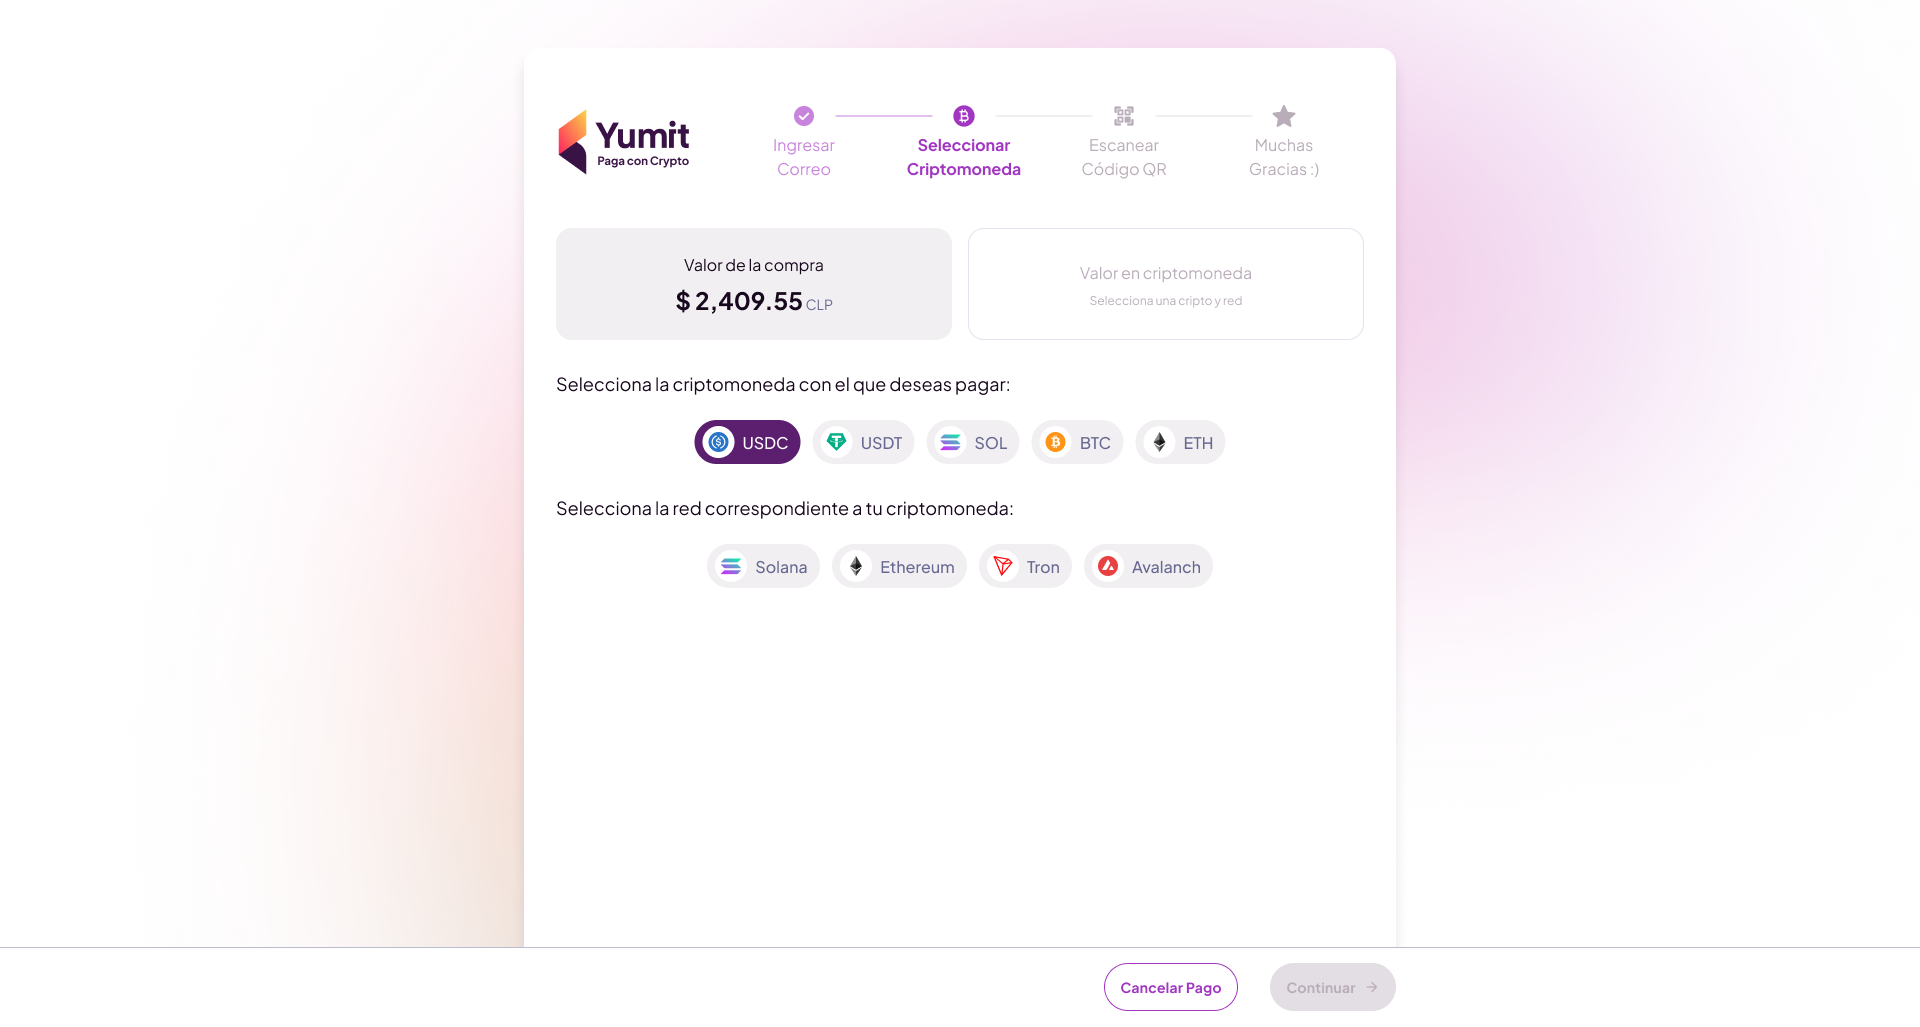 Yumit
Paga con Crypto
Ingresar
Correo
Seleccionar
Criptomoneda
Escanear
Código QR
Muchas
Gracias :)
Valor de la compra
$ 2,409.55 CLP
Valor en criptomoneda
Selecciona una cripto y red
Selecciona la criptomoneda con el que deseas pagar:
USDC
USDT
SOL
BTC
ETH
Selecciona la red correspondiente a tu criptomoneda:
Solana
Ethereum
Tron
Avalanch
Cancelar Pago
Continuar